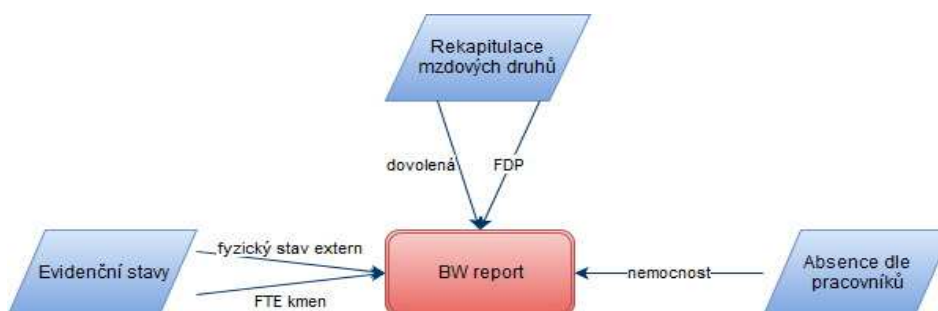 Rekapitulace
mzdových druhů
dovolená
FDP
fyzický stav extern
Evidenční stavy
FTE kmen
BW report
nemocnost
Absence dle
pracovníků